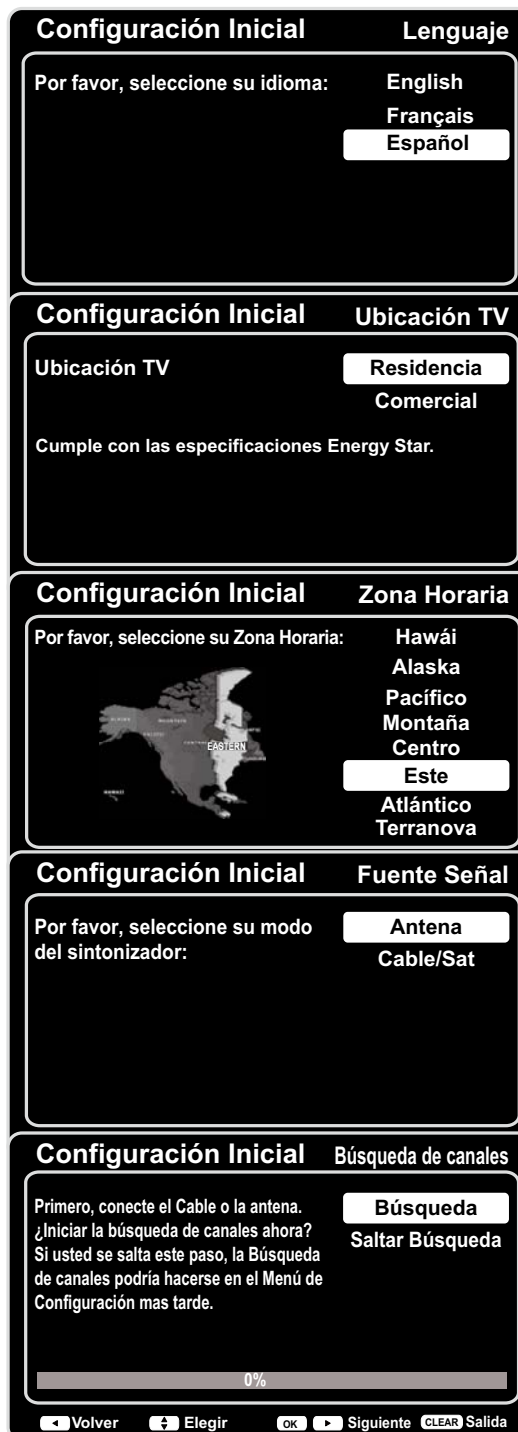 Configuración Inicial Lenguaje
Por favor, seleccione su idioma: English
Français
Español
Configuración Inicial Ubicación TV
Ubicación TV Residencia
Comercial
Cumple con las especificaciones Energy Star.
Configuración Inicial Zona Horaria
Por favor, seleccione su Zona Horaria: Hawái
Alaska
Pacífico
Montaña
Centro
Este
Atlántico
Terranova
EASTERN
Configuración Inicial Fuente Señal
Por favor, seleccione su modo Antena
del sintonizador: Cable/Sat
Configuración Inicial Búsqueda de canales
Primero, conecte el Cable o la antena. Búsqueda
¿Iniciar la búsqueda de canales ahora? Saltar Búsqueda
Si usted se salta este paso, la Búsqueda
de canales podría hacerse en el Menú de
Configuración mas tarde.
0%
Volver Elegir OK Siguiente CLEAR Salida